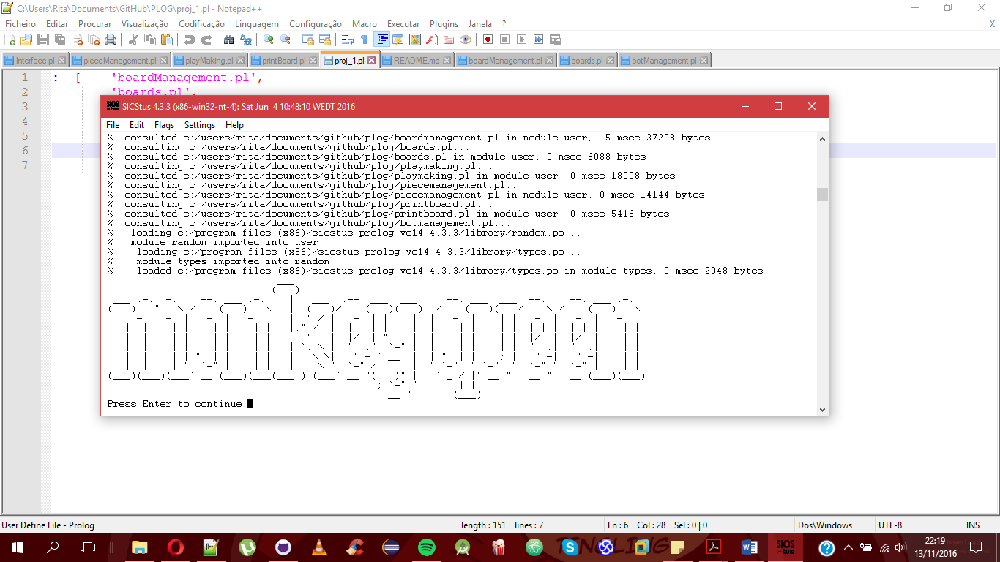 C:\Users\Rita\Documents\GitHub\PLOG\proj_1.pl - Notepad++
Ficheiro Editar Procurar Visualização Codificação Linguagem Configuração Macro Executar Plugins Janela ? X
Interface.pl pieceManagement.pl playMaking.pl printBoard.pl proj_1.pl README.md boardManagement.pl boards.pl botManagement.pl
1 :- [ 'boardManagement.pl',
2 'boards.pl',
3
4
5
6
7
SICStus 4.3.3 (x86-win32-nt-4): Sat Jun 4 10:48:10 WEDT 2016
File Edit Flags Settings Help
% consulted c:/users/rita/documents/github/plog/boardmanagement.pl in module user, 15 msec 37208 bytes
% consulting c:/users/rita/documents/github/plog/boards.pl...
% consulted c:/users/rita/documents/github/plog/boards.pl in module user, 0 msec 6088 bytes
% consulting c:/users/rita/documents/github/plog/playmaking.pl...
% consulted c:/users/rita/documents/github/plog/playmaking.pl in module user, 0 msec 18008 bytes
% consulting c:/users/rita/documents/github/plog/piecemanagement.pl...
% consulted c:/users/rita/documents/github/plog/piecemanagement.pl in module user, 0 msec 14144 bytes
% consulting c:/users/rita/documents/github/plog/printboard.pl...
% consulted c:/users/rita/documents/github/plog/printboard.pl in module user, 0 msec 5416 bytes
% consulting c:/users/rita/documents/github/plog/botmanagement.pl...
% loading c:/program files (x86)/sicstus prolog vc14 4.3.3/library/random.po...
% module random imported into user
% loading c:/program files (x86)/sicstus prolog vc14 4.3.3/library/types.po...
% module types imported into random
% loaded c:/program files (x86)/sicstus prolog vc14 4.3.3/library/types.po in module types, 0 msec 2048 bytes
monkey queen
Press Enter to continue!
User Define File - Prolog length : 151 lines : 7 Ln : 6 Col : 28 Sel : 0 | 0 Dos\Windows UTF-8 INS
SICS
tus
22:19
13/11/2016